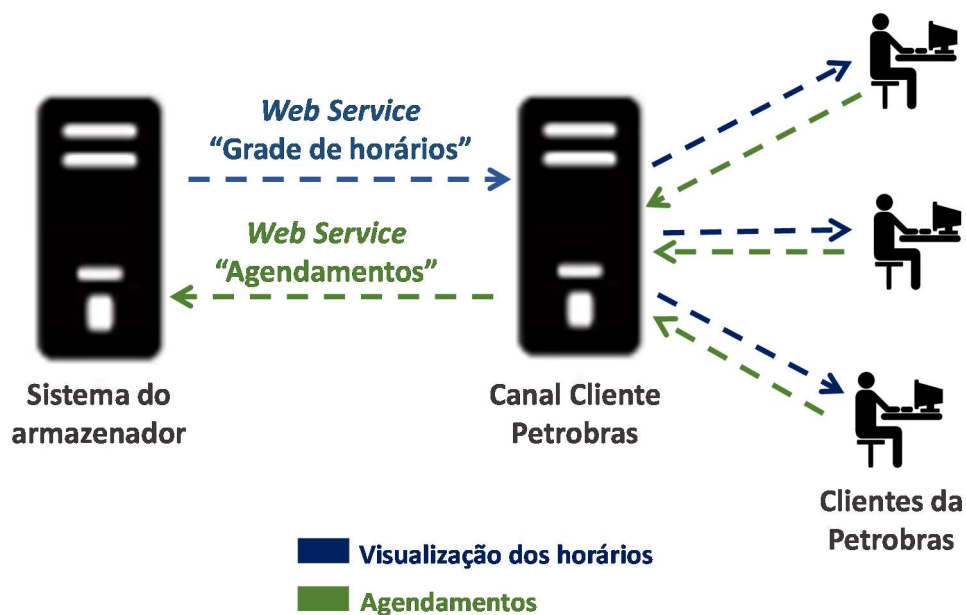 Web Service
“Grade de horários”
Web Service
“Agendamentos”
Sistema do
armazenador
Canal Cliente
Petrobras
Clientes da
Petrobras
Visualização dos horários
Agendamentos